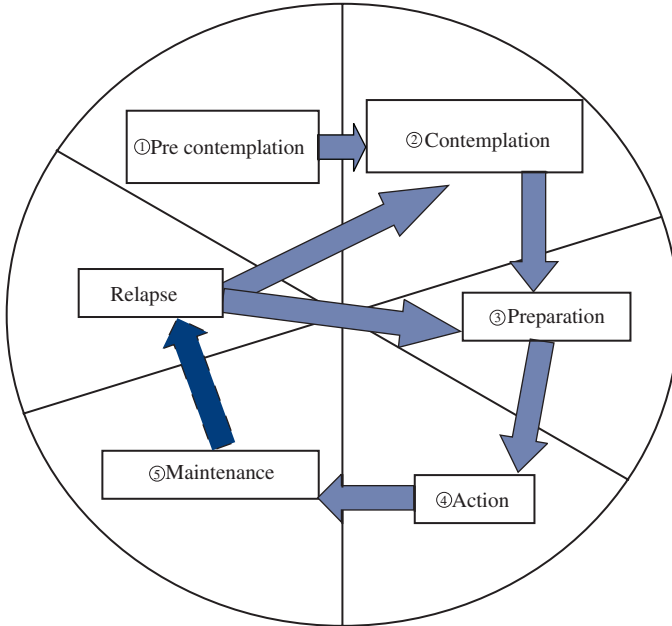 ①Pre contemplation
②Contemplation
Relapse
③Preparation
⑤Maintenance
④Action